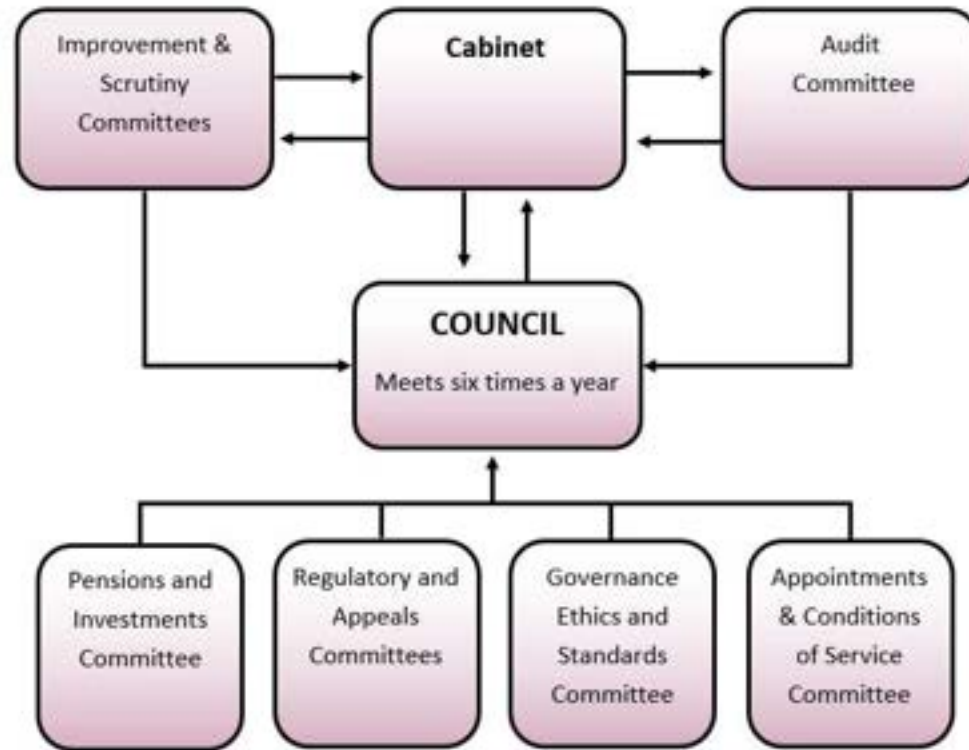 Improvement &
Scrutiny
Committees
Cabinet
Audit
Committee
COUNCIL
Meets six times a year
Pensions and
Investments
Committee
Regulatory and
Appeals
Committees
Governance
Ethics and
Standards
Committee
Appointments
& Conditions
of Service
Committee